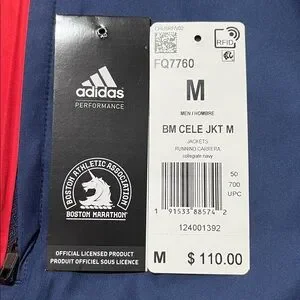 adidas
PERFORMANCE
BOSTON ATHLETIC ASSOCIATION
BOSTON MARATHON
OFFICIAL LICENSED PRODUCT
PRODUIT OFFICIEL SOUS LICENCE
RFID
FQ7760
M
MEN / HOMBRE
BM CELE JKT M
JACKETS
RUNNING/CARRERA
collegiate navy
50
700
UPC
1 91533 88574 2
124001392
M $ 110.00